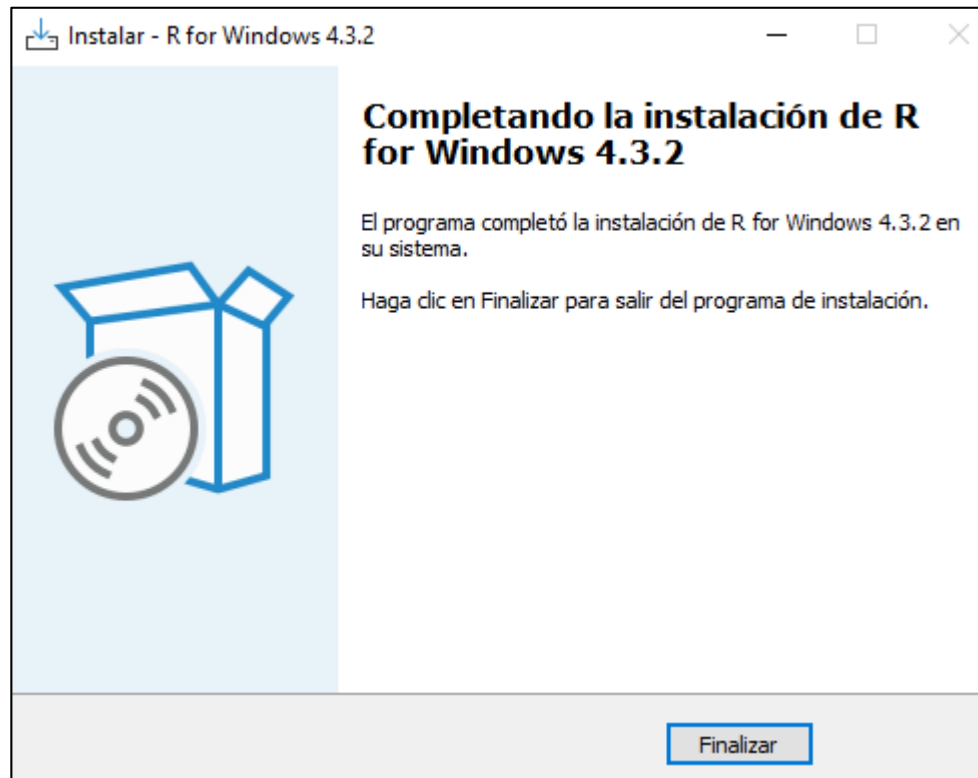 Instalar - R for Windows 4.3.2
Completando la instalación de R
for Windows 4.3.2
El programa completó la instalación de R for Windows 4.3.2 en
su sistema.
Haga clic en Finalizar para salir del programa de instalación.
Finalizar